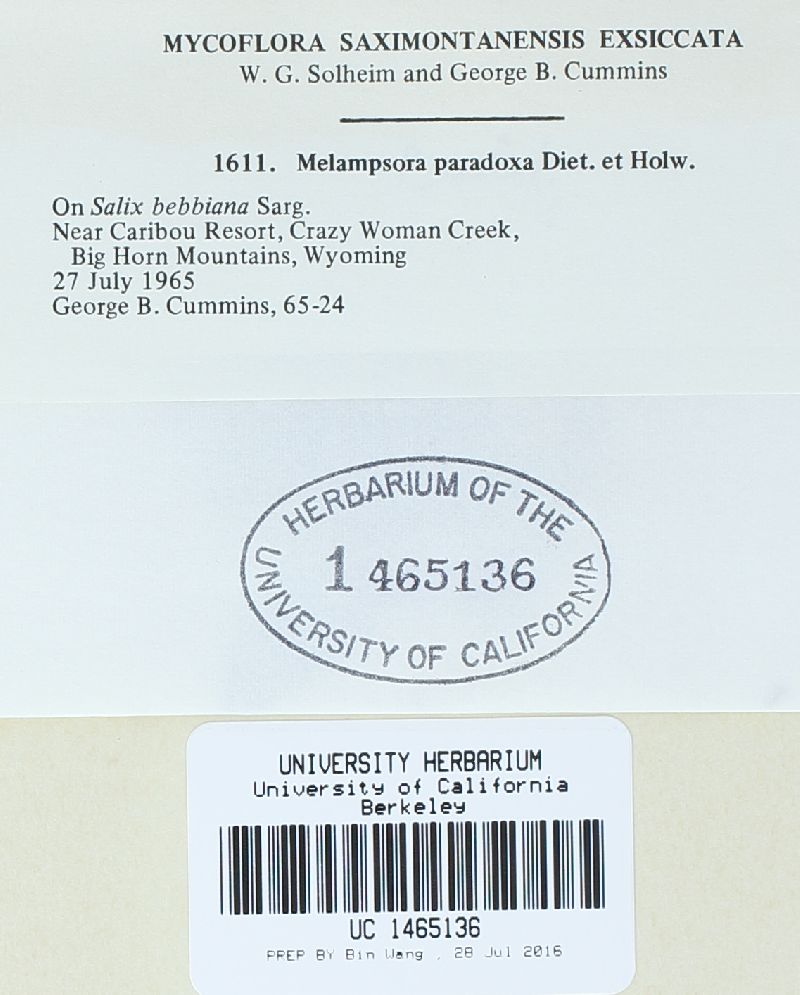 MYCOFLORA SAXIMONTANENSIS EXSICCATA
W. G. Solheim and George B. Cummins
1611. Melampsora paradoxa Diet. et Holw.
On Salix bebbiana Sarg.
Near Caribou Resort, Crazy Woman Creek,
Big Horn Mountains, Wyoming
27 July 1965
George B. Cummins, 65-24
HERBARIUM OF THE
1 465136
UNIVERSITY OF CALIFORNIA
UNIVERSITY HERBARIUM
University of California
Berkeley
UC 1465136
PREP BY Bin Wang , 28 Jul 2016